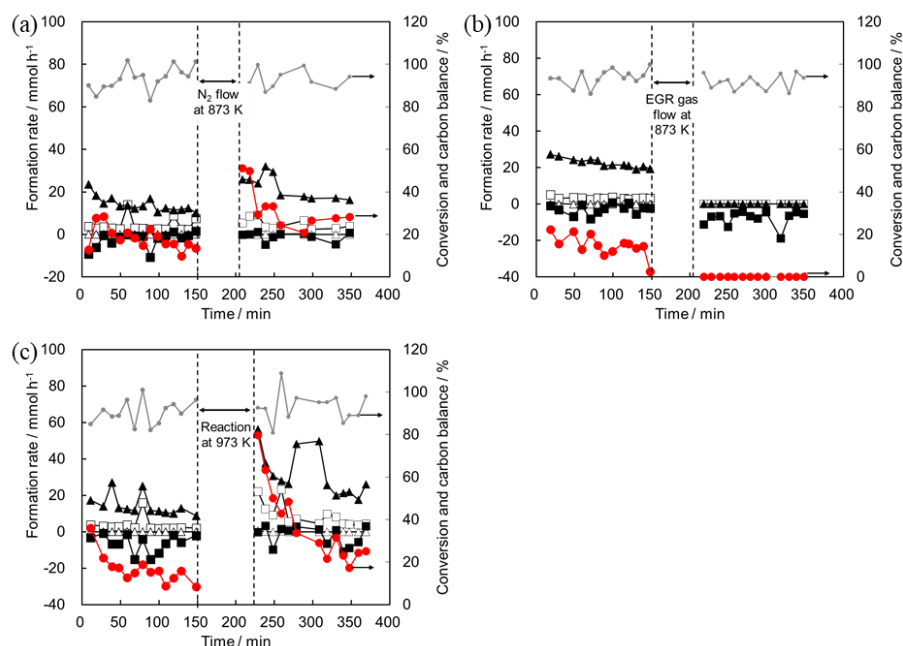 (a)
Formation rate / mmol h⁻¹
100
80
60
40
20
0
-20
N₂ flow
at 873 K
120
100
80
60
40
20
0
Conversion and carbon balance / %
0 50 100 150 200 250 300 350 400
Time / min
(b)
Formation rate / mmol h⁻¹
100
80
60
40
20
0
-20
-40
EGR gas
flow at
873 K
120
100
80
60
40
20
0
Conversion and carbon balance / %
0 50 100 150 200 250 300 350 400
Time / min
(c)
Formation rate / mmol h⁻¹
100
80
60
40
20
0
-20
-40
Reaction
at 973 K
120
100
80
60
40
20
0
Conversion and carbon balance / %
0 50 100 150 200 250 300 350 400
Time / min